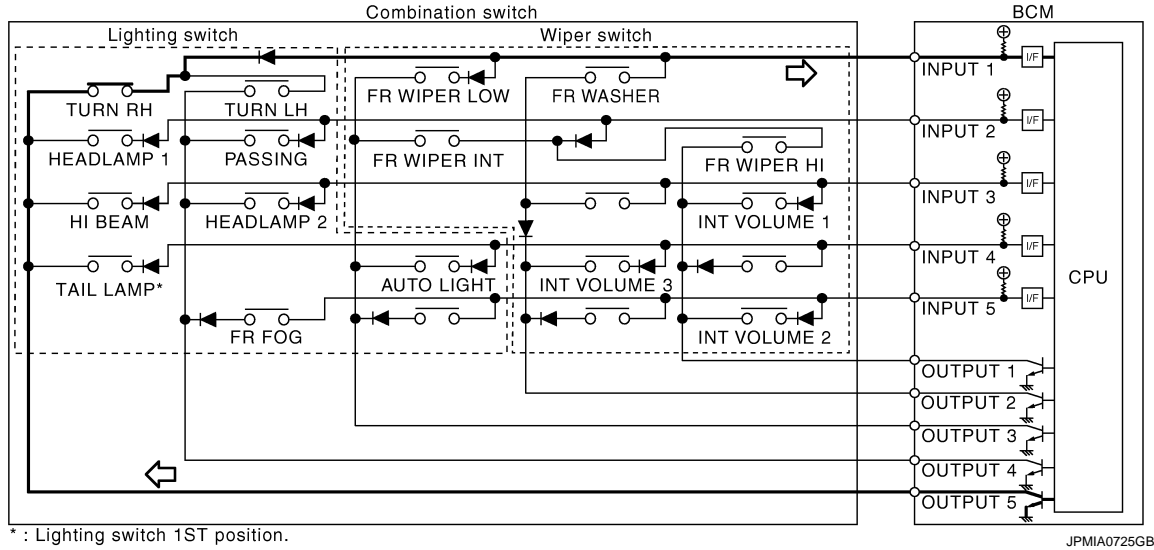 Combination switch
BCM
Lighting switch
Wiper switch
INPUT 1
I/F
TURN RH
TURN LH
FR WIPER LOW
FR WASHER
INPUT 2
I/F
HEADLAMP 1
PASSING
FR WIPER INT
FR WIPER HI
INPUT 3
I/F
HI BEAM
HEADLAMP 2
INT VOLUME 1
INPUT 4
I/F
TAIL LAMP*
AUTO LIGHT
INT VOLUME 3
CPU
INPUT 5
I/F
FR FOG
INT VOLUME 2
OUTPUT 1
OUTPUT 2
OUTPUT 3
OUTPUT 4
OUTPUT 5
* : Lighting switch 1ST position.
JPMIA0725GB